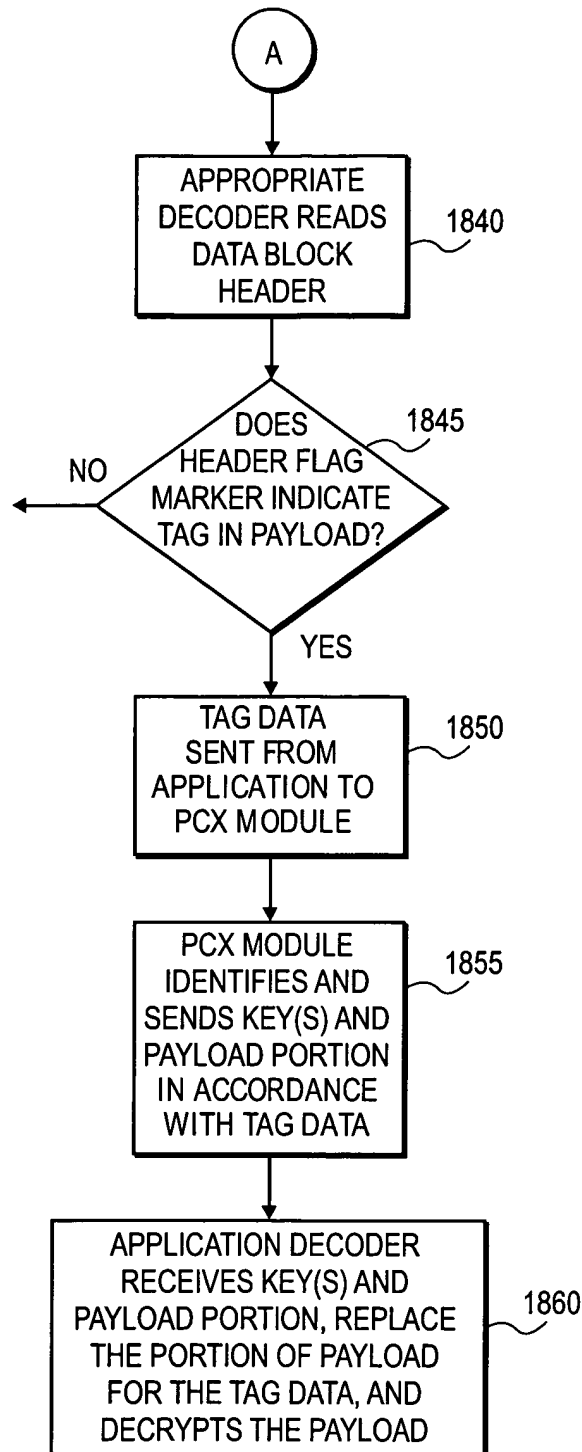 A
APPROPRIATE
DECODER READS
DATA BLOCK
HEADER
1840
DOES
HEADER FLAG
MARKER INDICATE
TAG IN PAYLOAD?
1845
NO
YES
TAG DATA
SENT FROM
APPLICATION TO
PCX MODULE
1850
PCX MODULE
IDENTIFIES AND
SENDS KEY(S) AND
PAYLOAD PORTION
IN ACCORDANCE
WITH TAG DATA
1855
APPLICATION DECODER
RECEIVES KEY(S) AND
PAYLOAD PORTION, REPLACE
THE PORTION OF PAYLOAD
FOR THE TAG DATA, AND
DECRYPTS THE PAYLOAD
1860